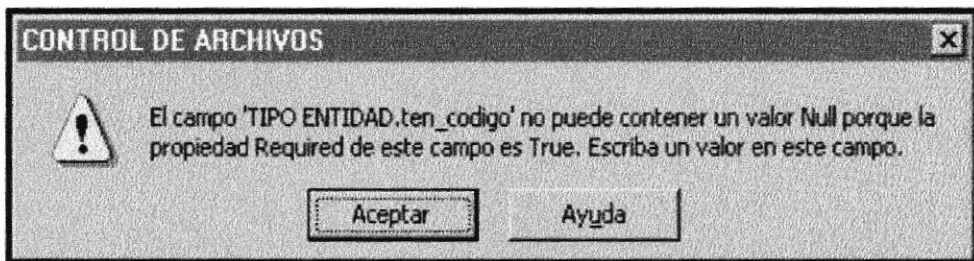 CONTROL DE ARCHIVOS
El campo 'TIPO ENTIDAD.ten_codigo' no puede contener un valor Null porque la
propiedad Required de este campo es True. Escriba un valor en este campo.
Aceptar
Ayuda